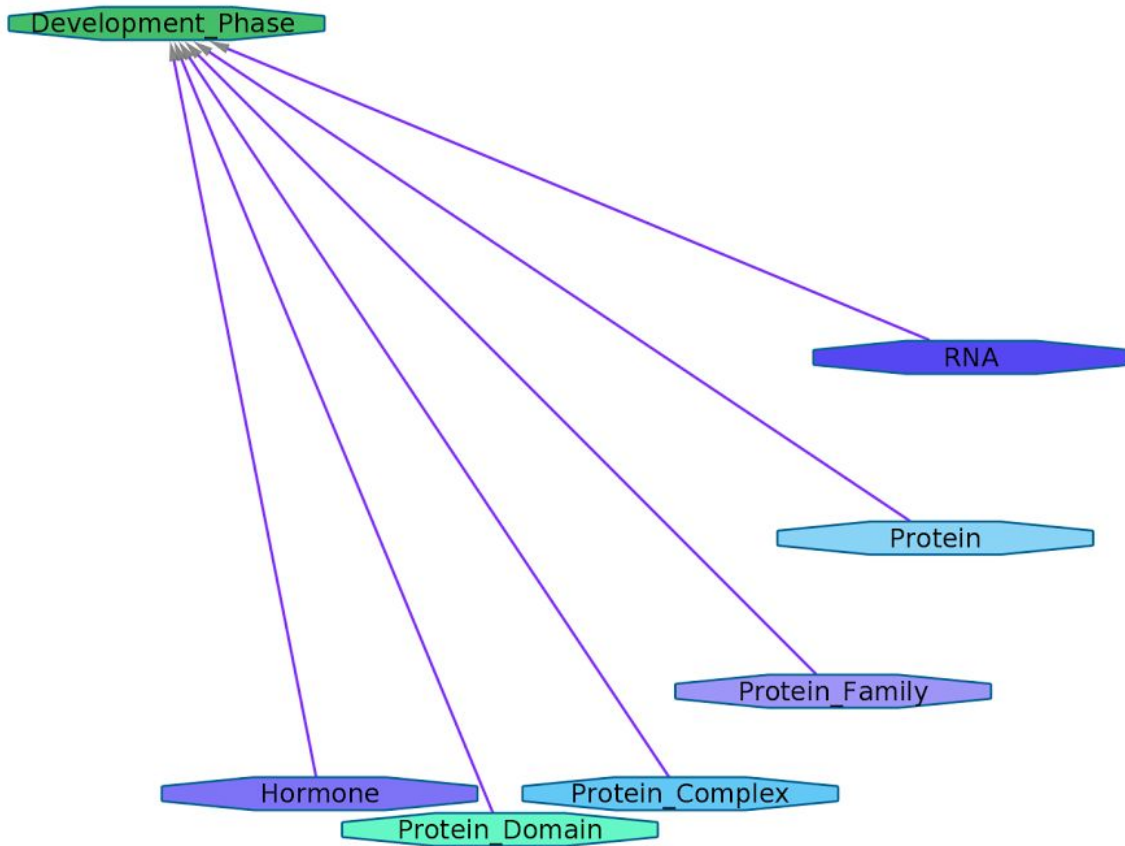 Development_Phase
RNA
Protein
Protein_Family
Hormone
Protein_Complex
Protein_Domain